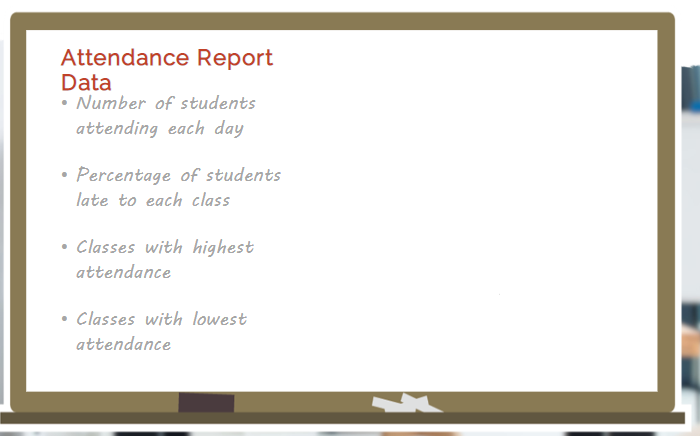 Attendance Report
Data
• Number of students
attending each day
• Percentage of students
late to each class
• Classes with highest
attendance
• Classes with lowest
attendance